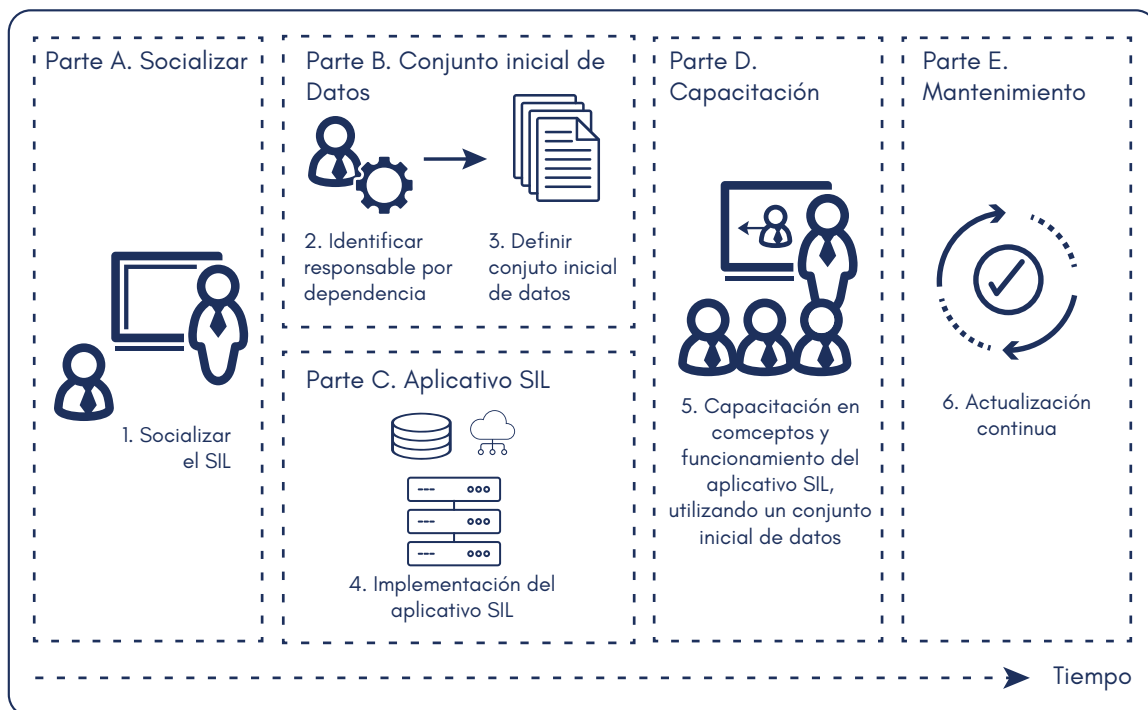 Parte A. Socializar
1. Socializar
el SIL
Parte B. Conjunto inicial de
Datos
2. Identificar
responsable por
dependencia
3. Definir
conjuto inicial
de datos
Parte C. Aplicativo SIL
4. Implementación del
aplicativo SIL
Parte D.
Capacitación
5. Capacitación en
comceptos y
funcionamiento del
aplicativo SIL,
utilizando un conjunto
inicial de datos
Parte E.
Mantenimiento
6. Actualización
continua
Tiempo